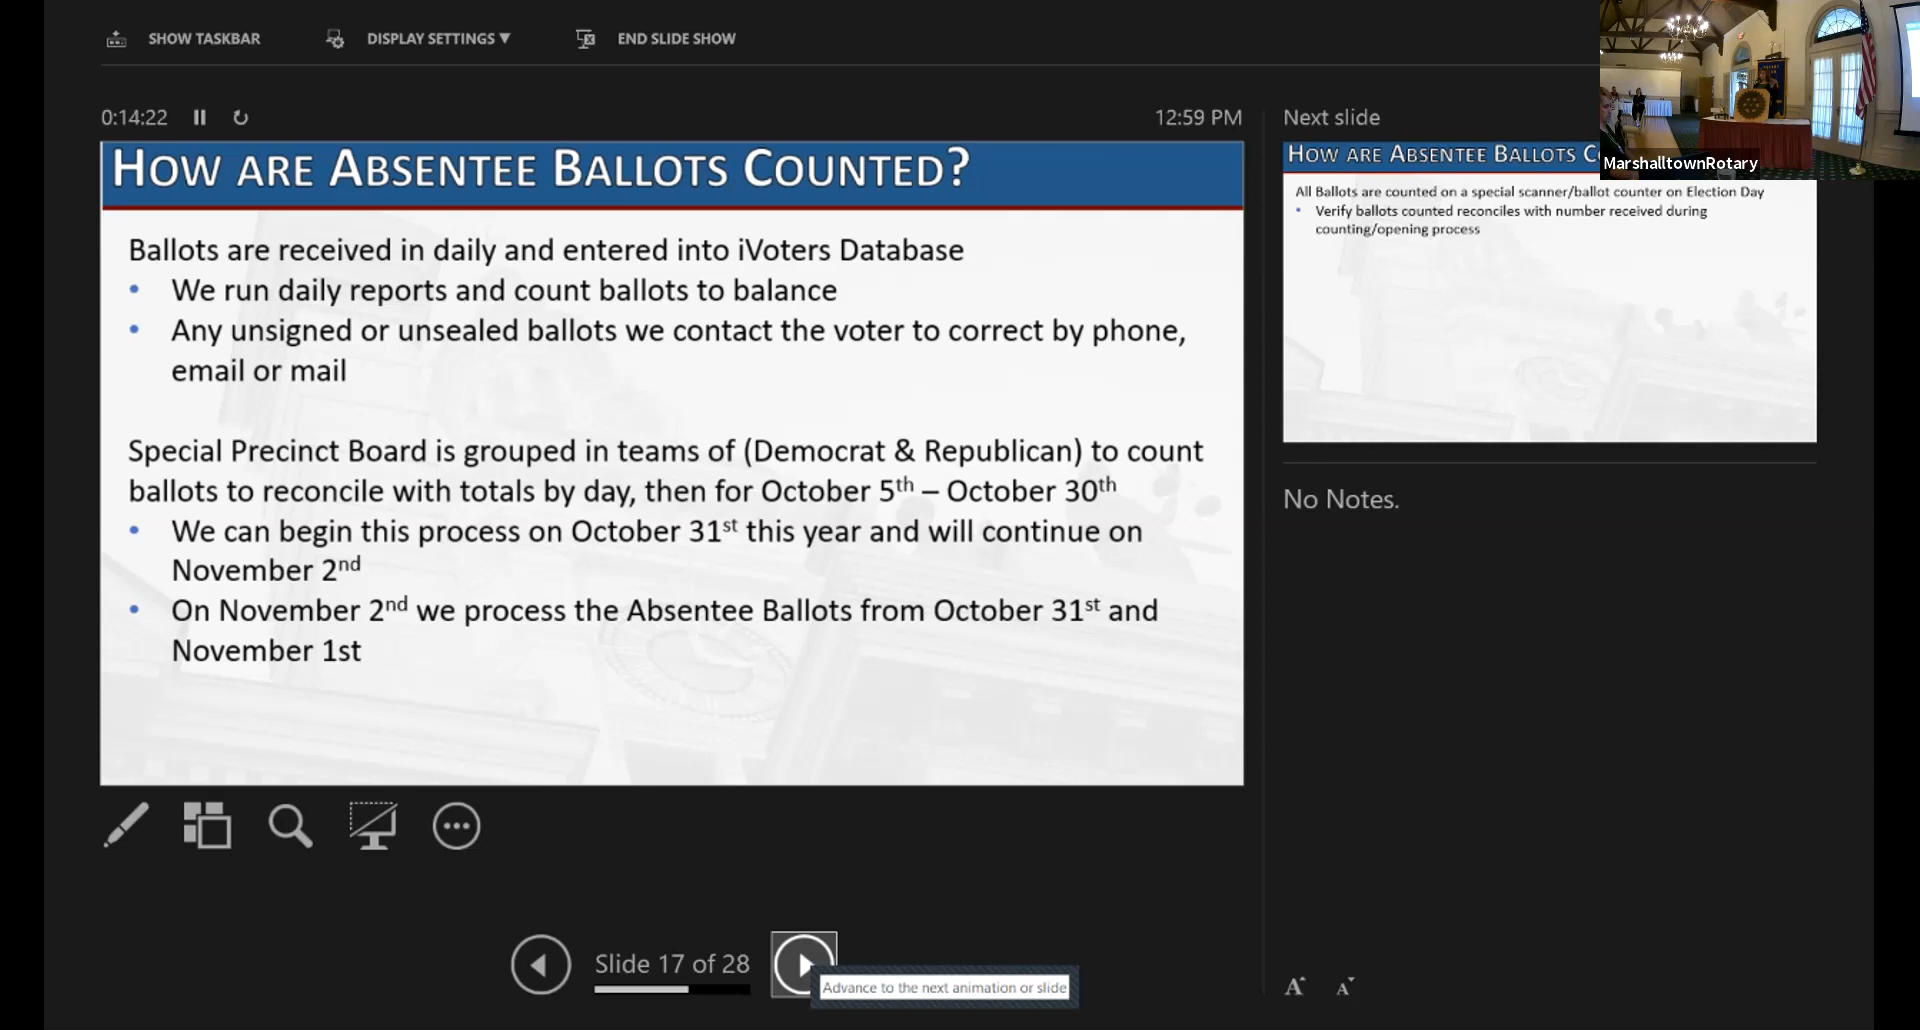 SHOW TASKBAR
DISPLAY SETTINGS ▼
END SLIDE SHOW
0:14:22
12:59 PM
HOW ARE ABSENTEE BALLOTS COUNTED?
Ballots are received in daily and entered into iVoters Database
• We run daily reports and count ballots to balance
• Any unsigned or unsealed ballots we contact the voter to correct by phone,
email or mail
Special Precinct Board is grouped in teams of (Democrat & Republican) to count
ballots to reconcile with totals by day, then for October 5th – October 30th
• We can begin this process on October 31st this year and will continue on
November 2nd
• On November 2nd we process the Absentee Ballots from October 31st and
November 1st
Slide 17 of 28
Advance to the next animation or slide
Next slide
HOW ARE ABSENTEE BALLOTS
MarshalltownRotary
All Ballots are counted on a special scanner/ballot counter on Election Day
• Verify ballots counted reconciles with number received during
counting/opening process
No Notes.
A A